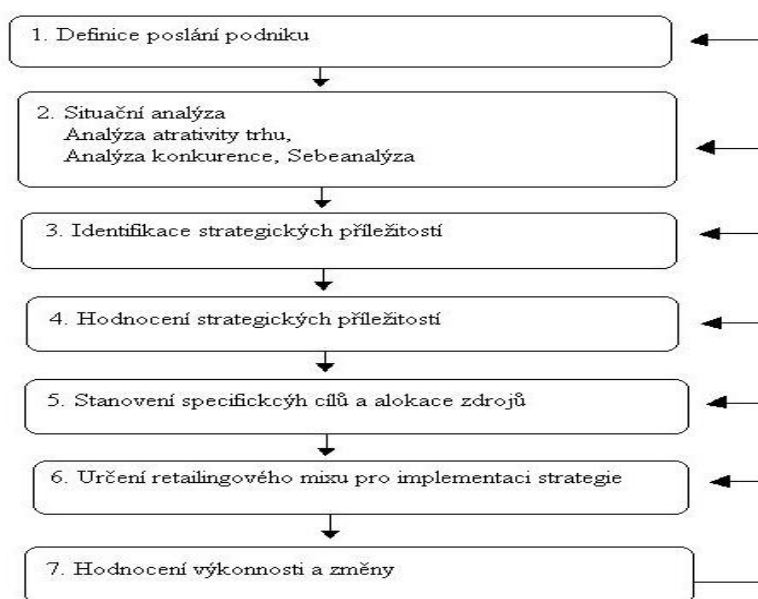 1. Definice poslání podniku
2. Situační analýza
Analýza atrativity trhu,
Analýza konkurence, Sebeanalýza
3. Identifikace strategických příležitostí
4. Hodnocení strategických příležitostí
5. Stanovení specifickcýh cílů a alokace zdrojů
6. Určení retailingového mixu pro implementaci strategie
7. Hodnocení výkonnosti a změny